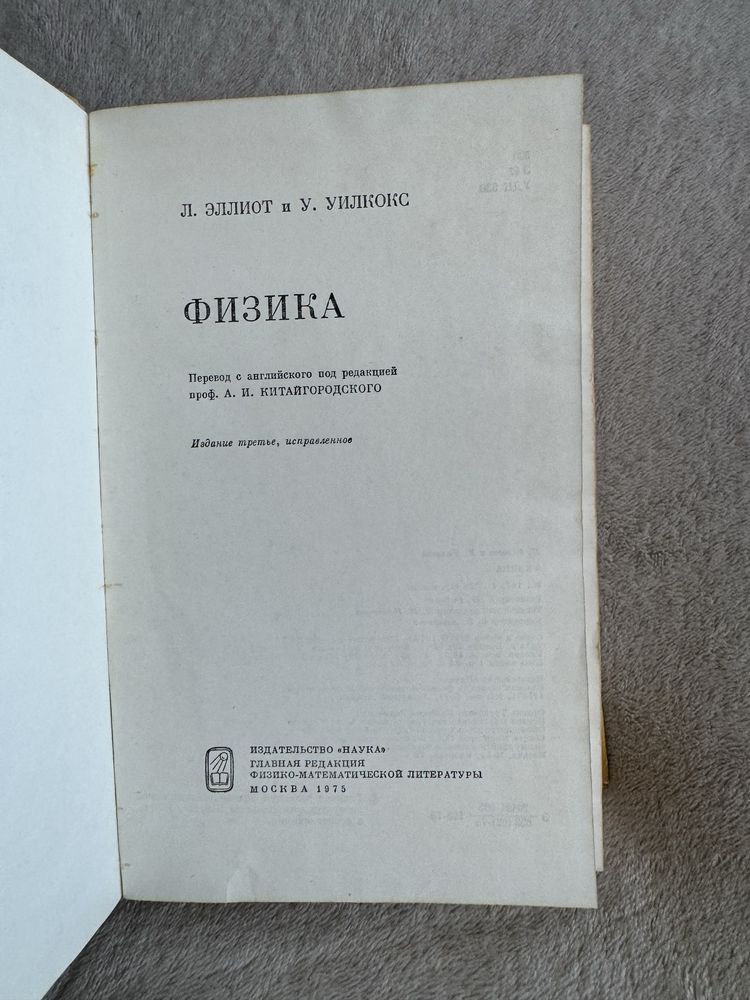 Л. ЭЛЛИОТ и У. УИЛКОКС
ФИЗИКА
Перевод с английского под редакцией
проф. А. И. КИТАЙГОРОДСКОГО
Издание третье, исправленное
ИЗДАТЕЛЬСТВО «НАУКА»
ГЛАВНАЯ РЕДАКЦИЯ
ФИЗИКО-МАТЕМАТИЧЕСКОЙ ЛИТЕРАТУРЫ
МОСКВА 1975